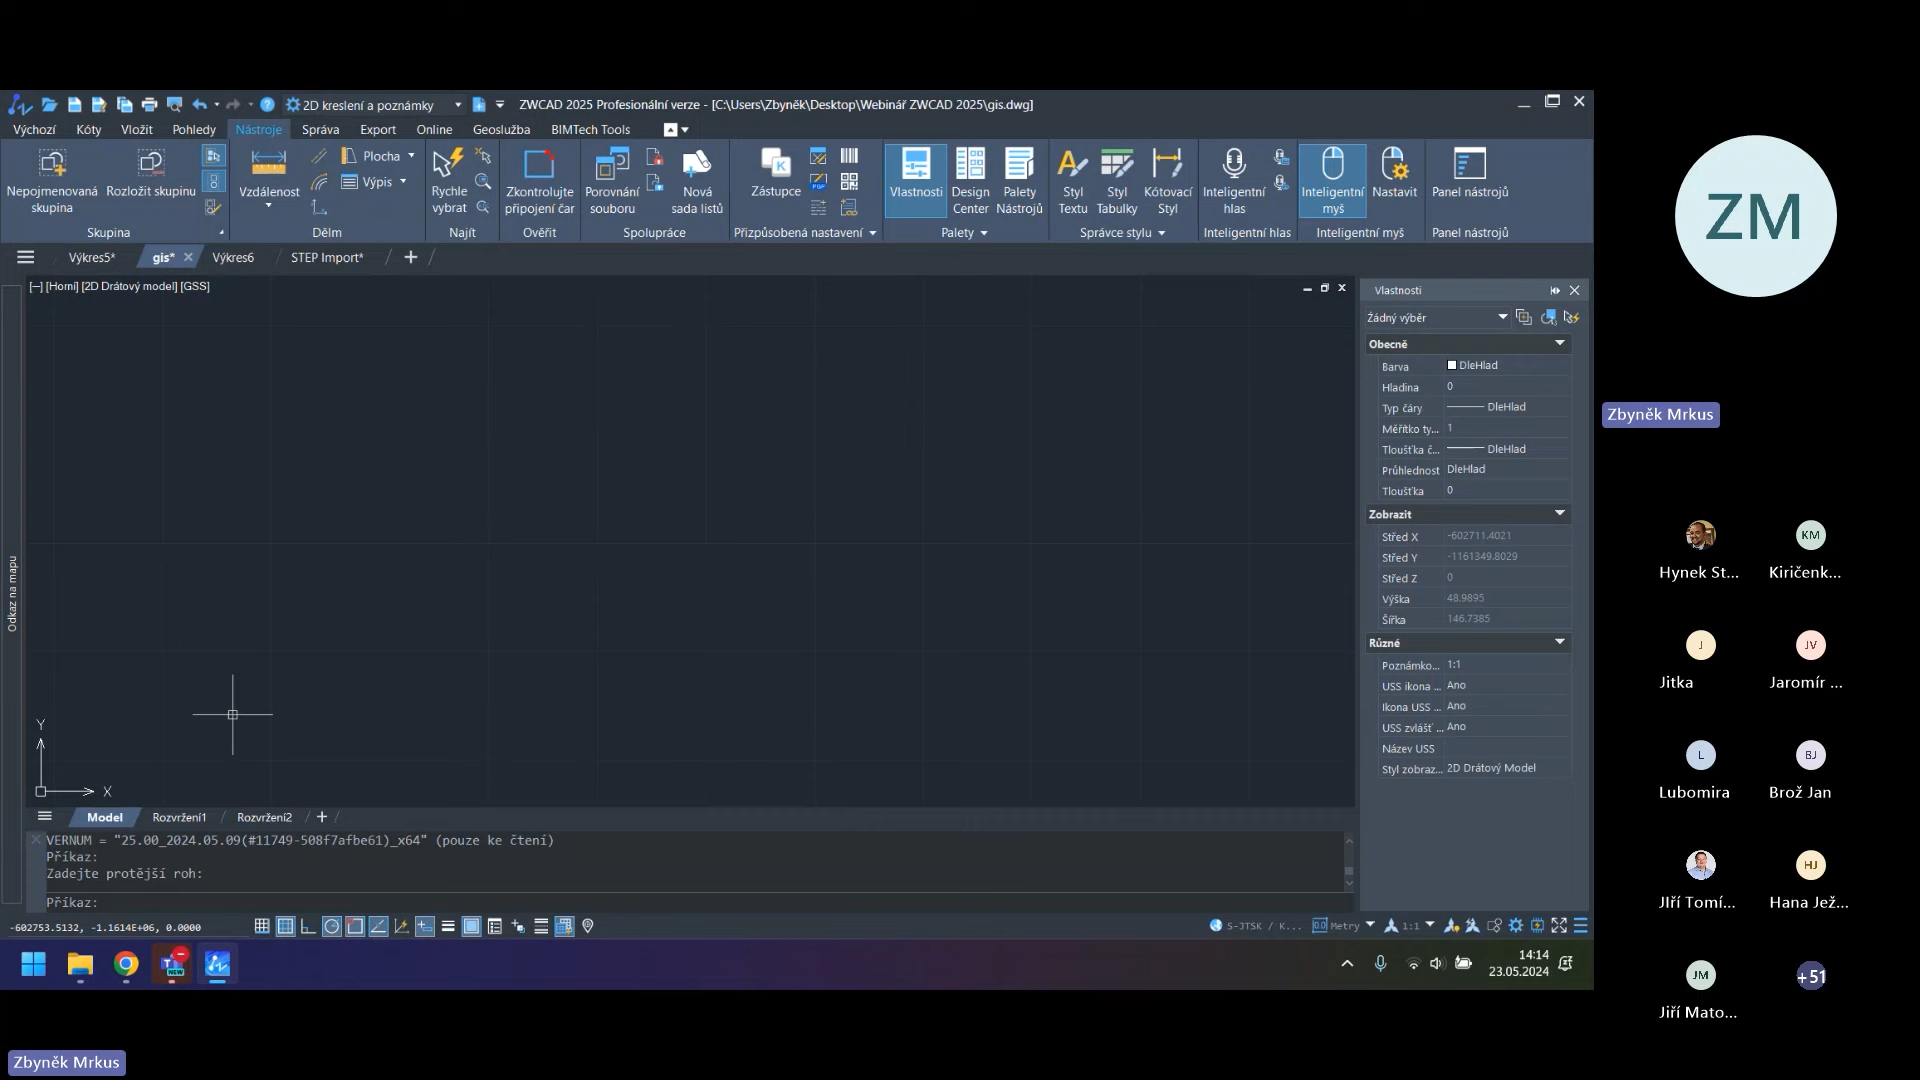 2D kreslení a poznámky
ZWCAD 2025 Profesionální verze - [C:\Users\Zbyněk\Desktop\Webinář ZWCAD 2025\gis.dwg]
Výchozí Kóty Vložit Pohledy Nástroje Správa Export Online Geoslužba BIMTech Tools
Nepojmenovaná skupina
Rozložit skupinu
Skupina
Vzdálenost
Plocha
Výpis
Dělm
Rychle vybrat
Najít
Zkontrolujte připojení čar
Ověřit
Porovnání souboru
Nová sada listů
Spolupráce
Zástupce
Přizpůsobená nastavení
Vlastnosti
Design Center
Palety Nástrojů
Palety
Styl Textu
Styl Tabulky
Kótovací Styl
Správce stylu
Inteligentní hlas
Inteligentní hlas
Inteligentní myš
Nastavit
Inteligentní myš
Panel nástrojů
Panel nástrojů
Výkres5* gis* Výkres6 STEP Import*
[—] [Horní] [2D Drátový model] [GSS]
Odkaz na mapu
Y
X
Vlastnosti
Žádný výběr
Obecně
Barva DleHlad
Hladina 0
Typ čáry DleHlad
Měřítko ty... 1
Tloušťka č... DleHlad
Průhlednost DleHlad
Tloušťka 0
Zobrazit
Střed X -602711.4021
Střed Y -1161349.8029
Střed Z 0
Výška 48.9895
Šířka 146.7385
Různé
Poznámko... 1:1
USS ikona ... Ano
Ikona USS ... Ano
USS zvlášť ... Ano
Název USS
Styl zobraz... 2D Drátový Model
Model Rozvržení1 Rozvržení2
VERNUM = "25.00_2024.05.09(#11749-508f7afbe61)_x64" (pouze ke čtení)
Příkaz:
Zadejte protější roh:
Příkaz:
-602753.5132, -1.1614E+06, 0.0000
S-JTSK / K... Metry 1:1
14:14
23.05.2024
ZM
Zbyněk Mrkus
Hynek St...
KM
Kiričenk...
J
Jitka
JV
Jaromír ...
L
Lubomira
BJ
Brož Jan
JIří Tomí...
HJ
Hana Jež...
JM
Jiří Mato...
+51
Zbyněk Mrkus